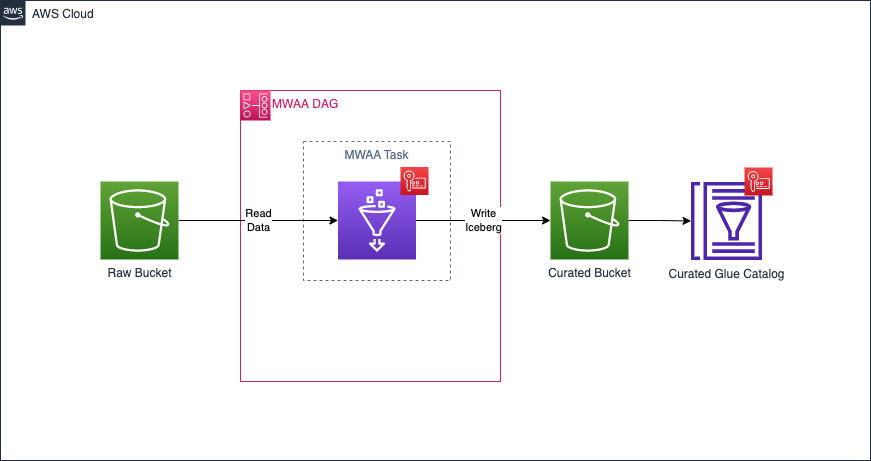 aws
AWS Cloud
MWAA DAG
MWAA Task
Read
Data
Write
Iceberg
Raw Bucket
Curated Bucket
Curated Glue Catalog